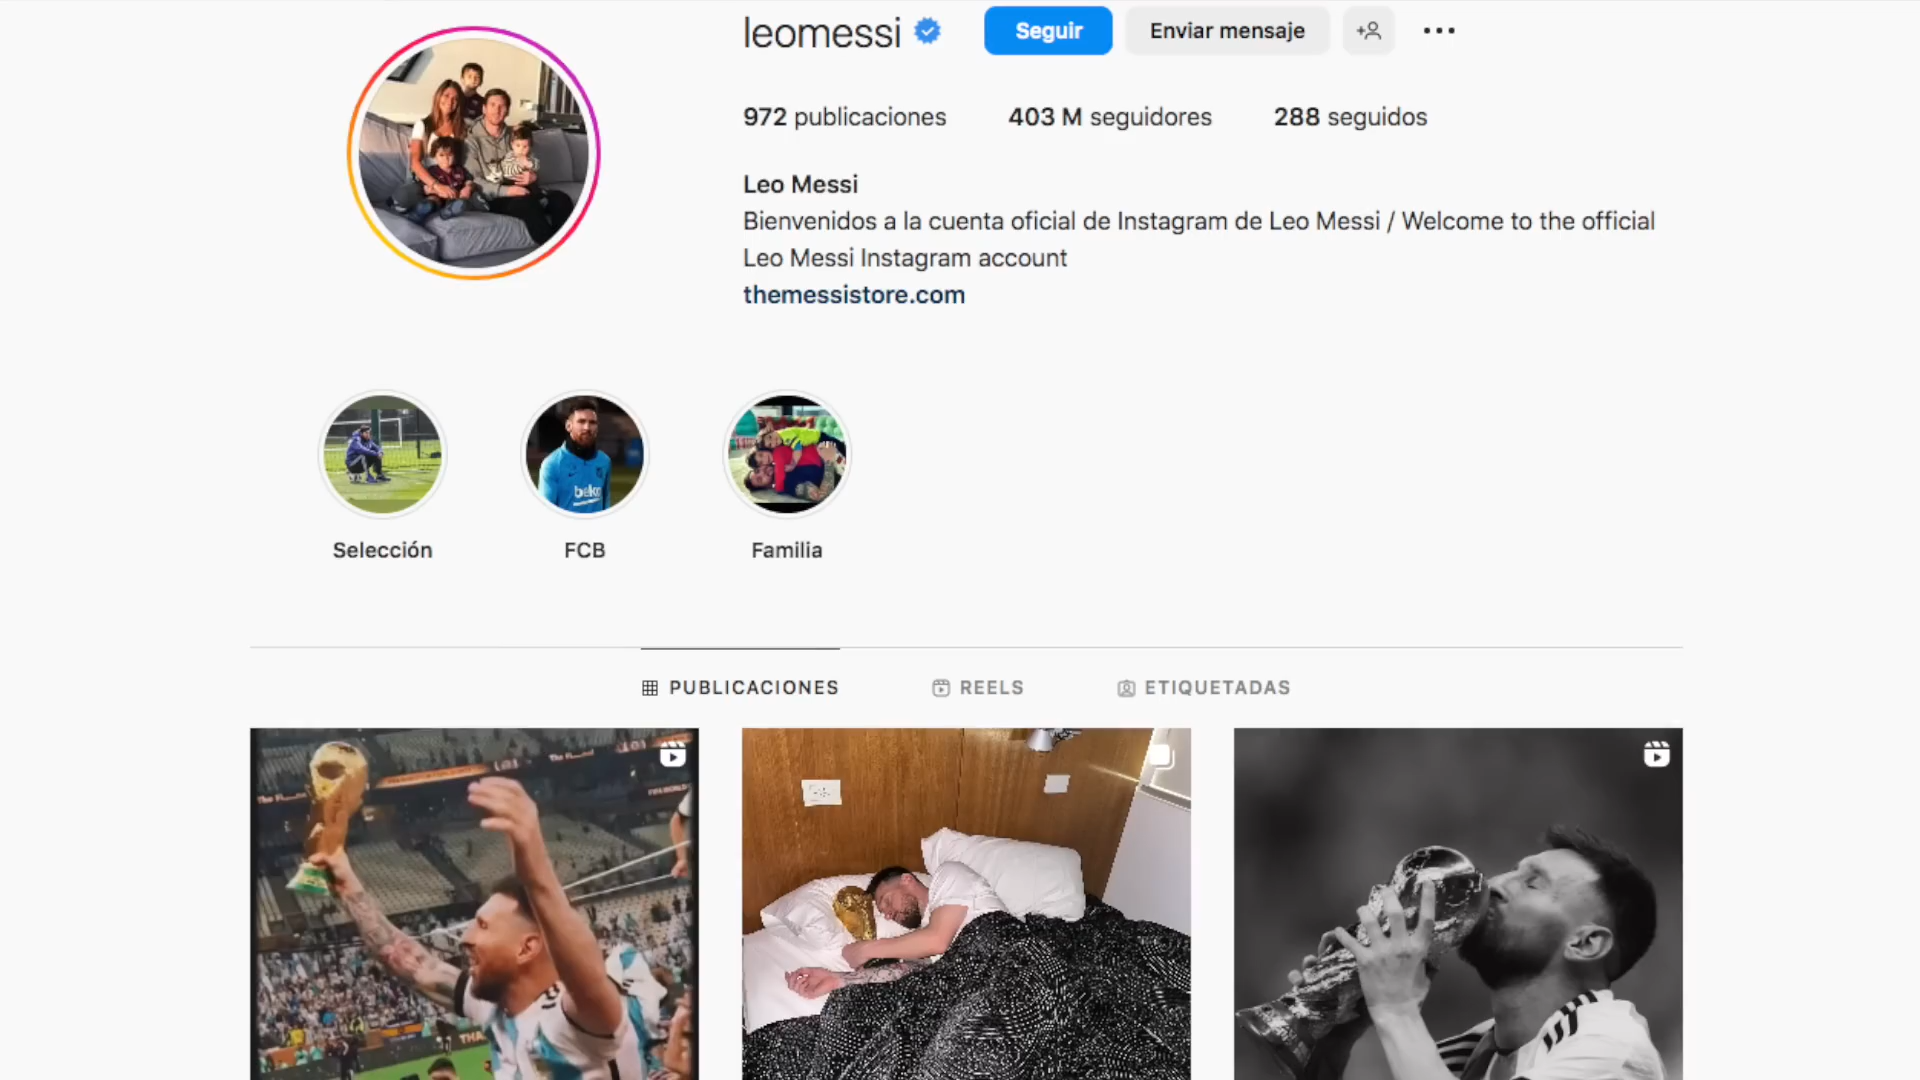 leomessi
Seguir
Enviar mensaje
972 publicaciones
403 M seguidores
288 seguidos
Leo Messi
Bienvenidos a la cuenta oficial de Instagram de Leo Messi / Welcome to the official
Leo Messi Instagram account
themessistore.com
beko
Selección
FCB
Familia
PUBLICACIONES
REELS
ETIQUETADAS